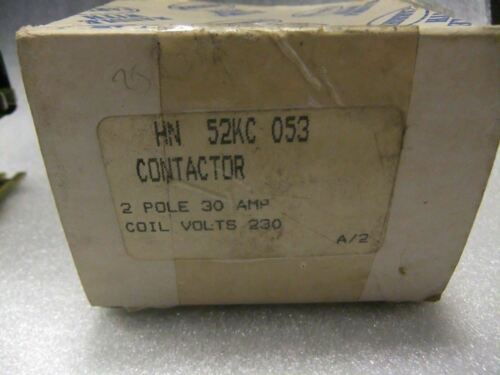 HN 52KC 053
CONTACTOR
2 POLE 30 AMP
COIL VOLTS 230
A/2